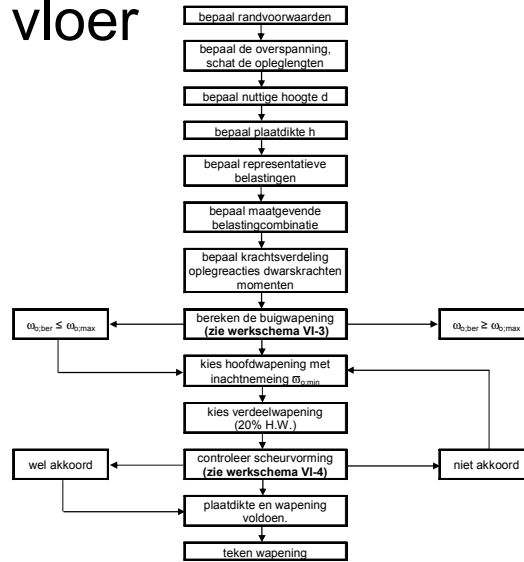 vloer
bepaal randvoorwaarden
bepaal de overspanning,
schat de opleglengten
bepaal nuttige hoogte d
bepaal plaatdikte h
bepaal representatieve
belastingen
bepaal maatgevende
belastingcombinatie
bepaal krachtsverdeling
oplegreacties dwarskrachten
momenten
ω₀;ber ≤ ω₀;max
bereken de buigwapening
(zie werkschema VI-3)
ω₀;ber ≥ ω₀;max
kies hoofdwapening met
inachtnemeing ϖ₀;min
kies verdeelwapening
(20% H.W.)
wel akkoord
controleer scheurvorming
(zie werkschema VI-4)
niet akkoord
plaatdikte en wapening
voldoen.
teken wapening